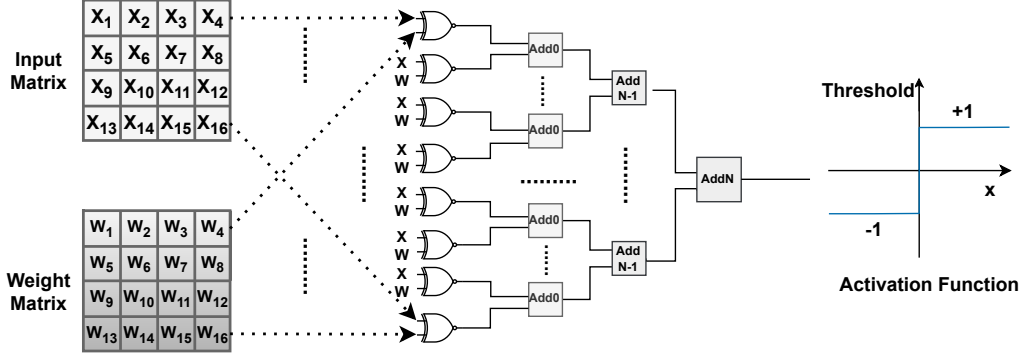 Input
Matrix
X1 X2 X3 X4
X5 X6 X7 X8
X9 X10 X11 X12
X13 X14 X15 X16
Weight
Matrix
W1 W2 W3 W4
W5 W6 W7 W8
W9 W10 W11 W12
W13 W14 W15 W16
X
W
X
W
X
W
X
W
X
W
X
W
Add0
Add0
Add0
Add0
Add
N-1
Add
N-1
AddN
Threshold
+1
x
-1
Activation Function